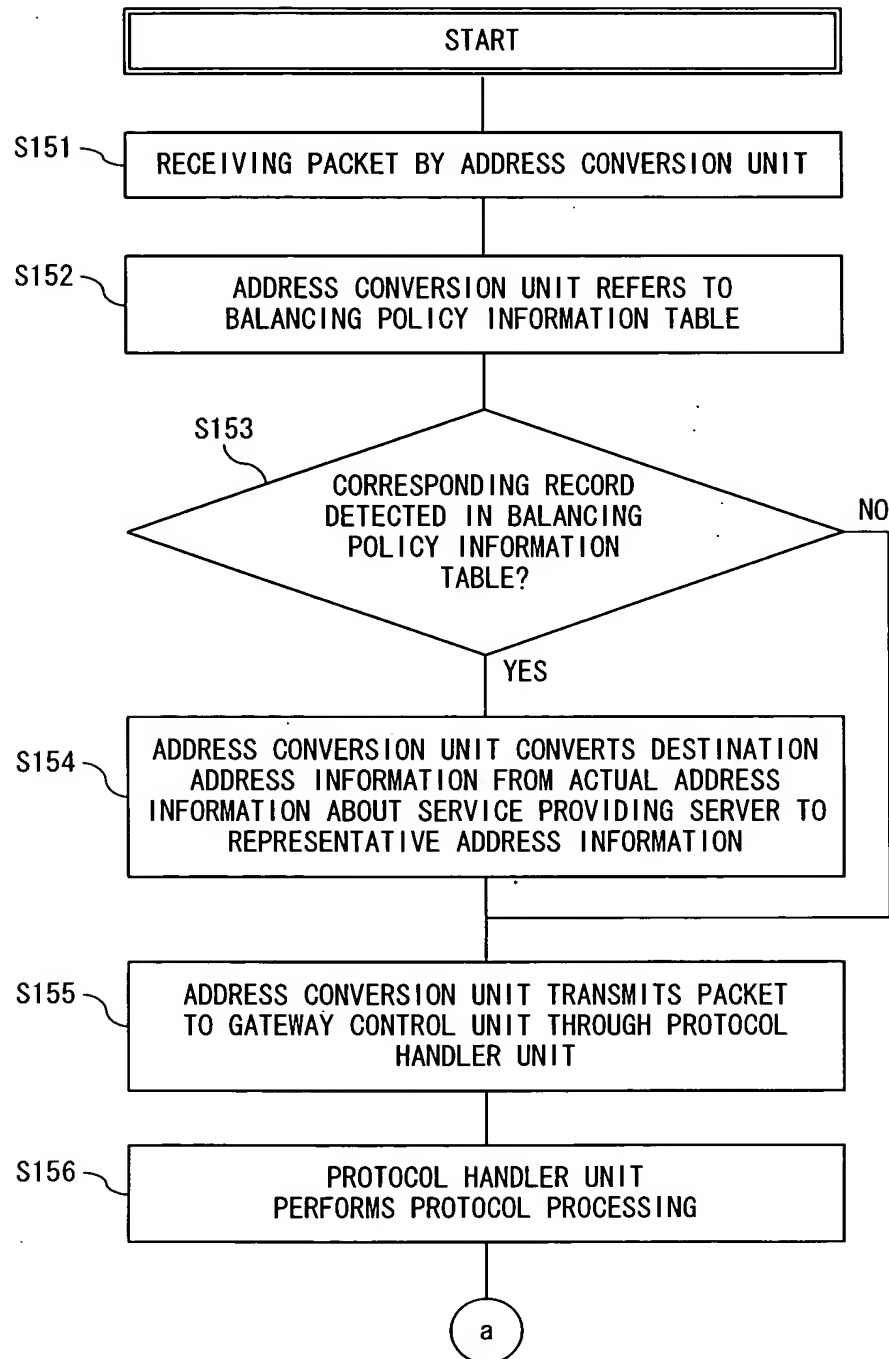 START
S151
RECEIVING PACKET BY ADDRESS CONVERSION UNIT
S152
ADDRESS CONVERSION UNIT REFERS TO
BALANCING POLICY INFORMATION TABLE
S153
CORRESPONDING RECORD
DETECTED IN BALANCING
POLICY INFORMATION
TABLE?
NO
YES
S154
ADDRESS CONVERSION UNIT CONVERTS DESTINATION
ADDRESS INFORMATION FROM ACTUAL ADDRESS
INFORMATION ABOUT SERVICE PROVIDING SERVER TO
REPRESENTATIVE ADDRESS INFORMATION
S155
ADDRESS CONVERSION UNIT TRANSMITS PACKET
TO GATEWAY CONTROL UNIT THROUGH PROTOCOL
HANDLER UNIT
S156
PROTOCOL HANDLER UNIT
PERFORMS PROTOCOL PROCESSING
a